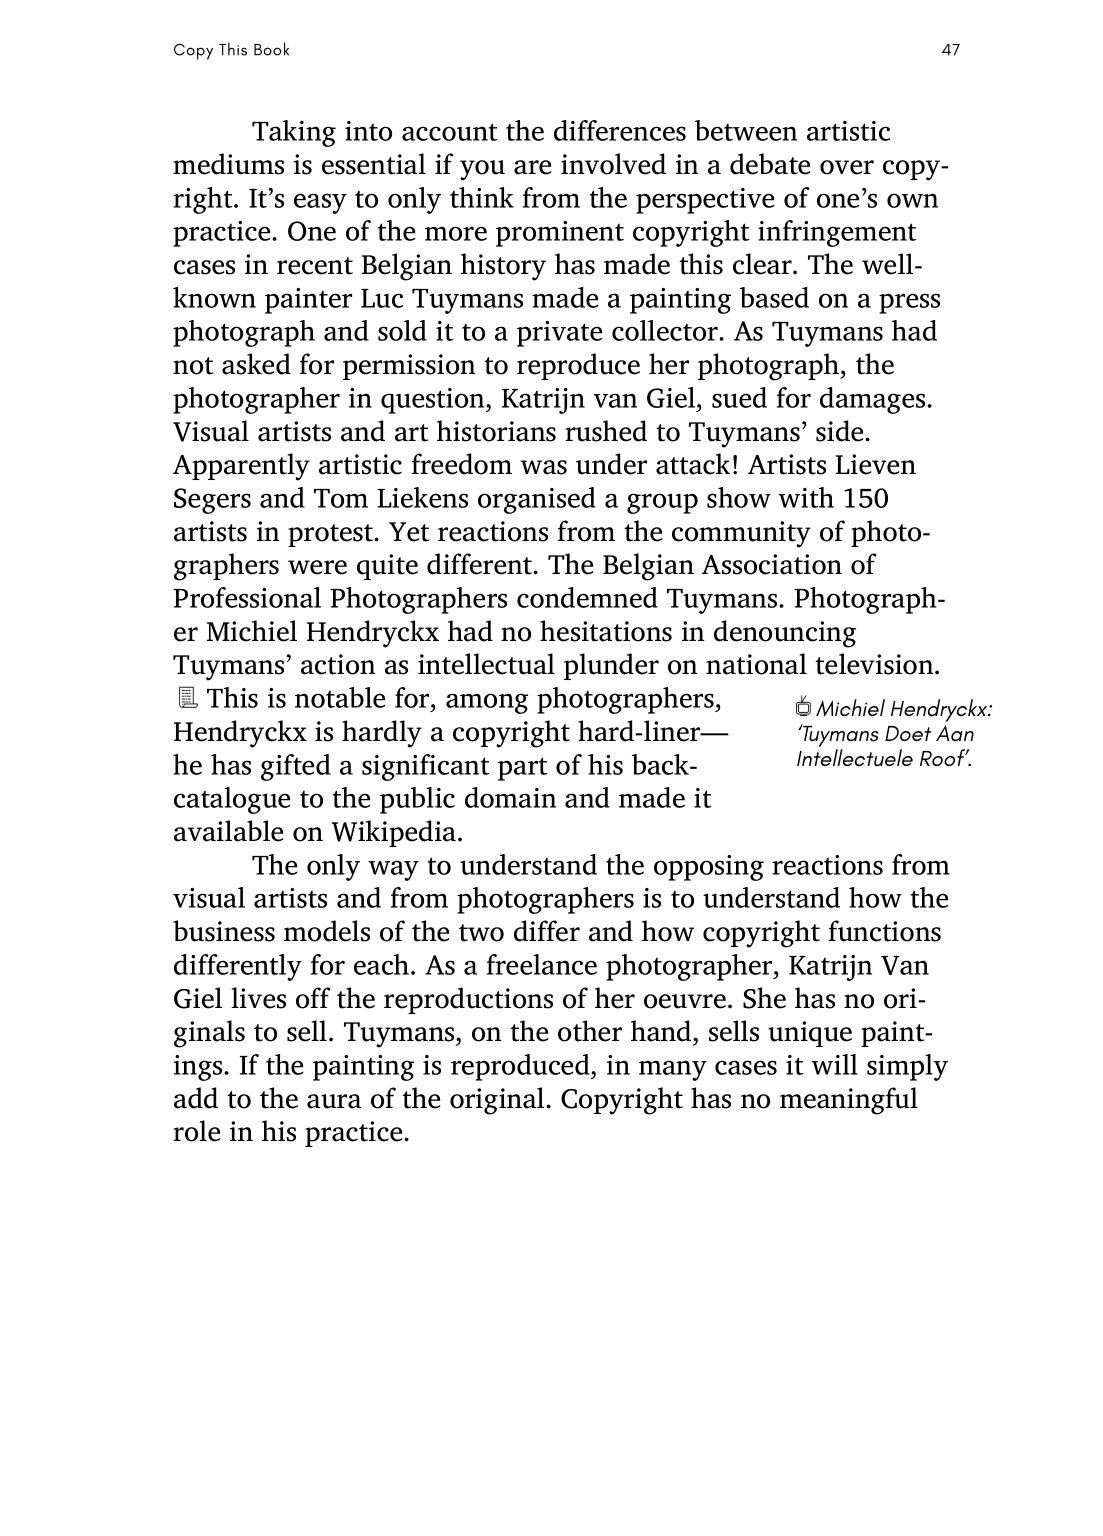 Copy This Book
47
Taking into account the differences between artistic
mediums is essential if you are involved in a debate over copy-
right. It’s easy to only think from the perspective of one’s own
practice. One of the more prominent copyright infringement
cases in recent Belgian history has made this clear. The well-
known painter Luc Tuymans made a painting based on a press
photograph and sold it to a private collector. As Tuymans had
not asked for permission to reproduce her photograph, the
photographer in question, Katrijn van Giel, sued for damages.
Visual artists and art historians rushed to Tuymans’ side.
Apparently artistic freedom was under attack! Artists Lieven
Segers and Tom Liekens organised a group show with 150
artists in protest. Yet reactions from the community of photo-
graphers were quite different. The Belgian Association of
Professional Photographers condemned Tuymans. Photograph-
er Michiel Hendryckx had no hesitations in denouncing
Tuymans’ action as intellectual plunder on national television.
This is notable for, among photographers,
Hendryckx is hardly a copyright hard-liner—
he has gifted a significant part of his back-
catalogue to the public domain and made it
available on Wikipedia.
Michiel Hendryckx:
‘Tuymans Doet Aan
Intellectuele Roof’.
The only way to understand the opposing reactions from
visual artists and from photographers is to understand how the
business models of the two differ and how copyright functions
differently for each. As a freelance photographer, Katrijn Van
Giel lives off the reproductions of her oeuvre. She has no ori-
ginals to sell. Tuymans, on the other hand, sells unique paint-
ings. If the painting is reproduced, in many cases it will simply
add to the aura of the original. Copyright has no meaningful
role in his practice.